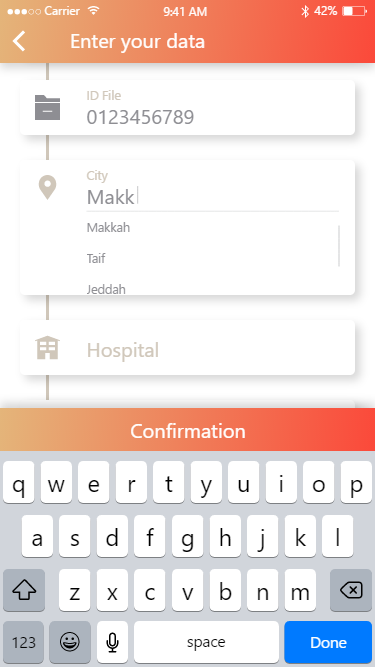 Carrier 9:41 AM 42%
Enter your data
ID File
0123456789
City
Makk
Makkah
Taif
Jeddah
Hospital
Confirmation
q w e r t y u i o p
a s d f g h j k l
z x c v b n m
123 space Done